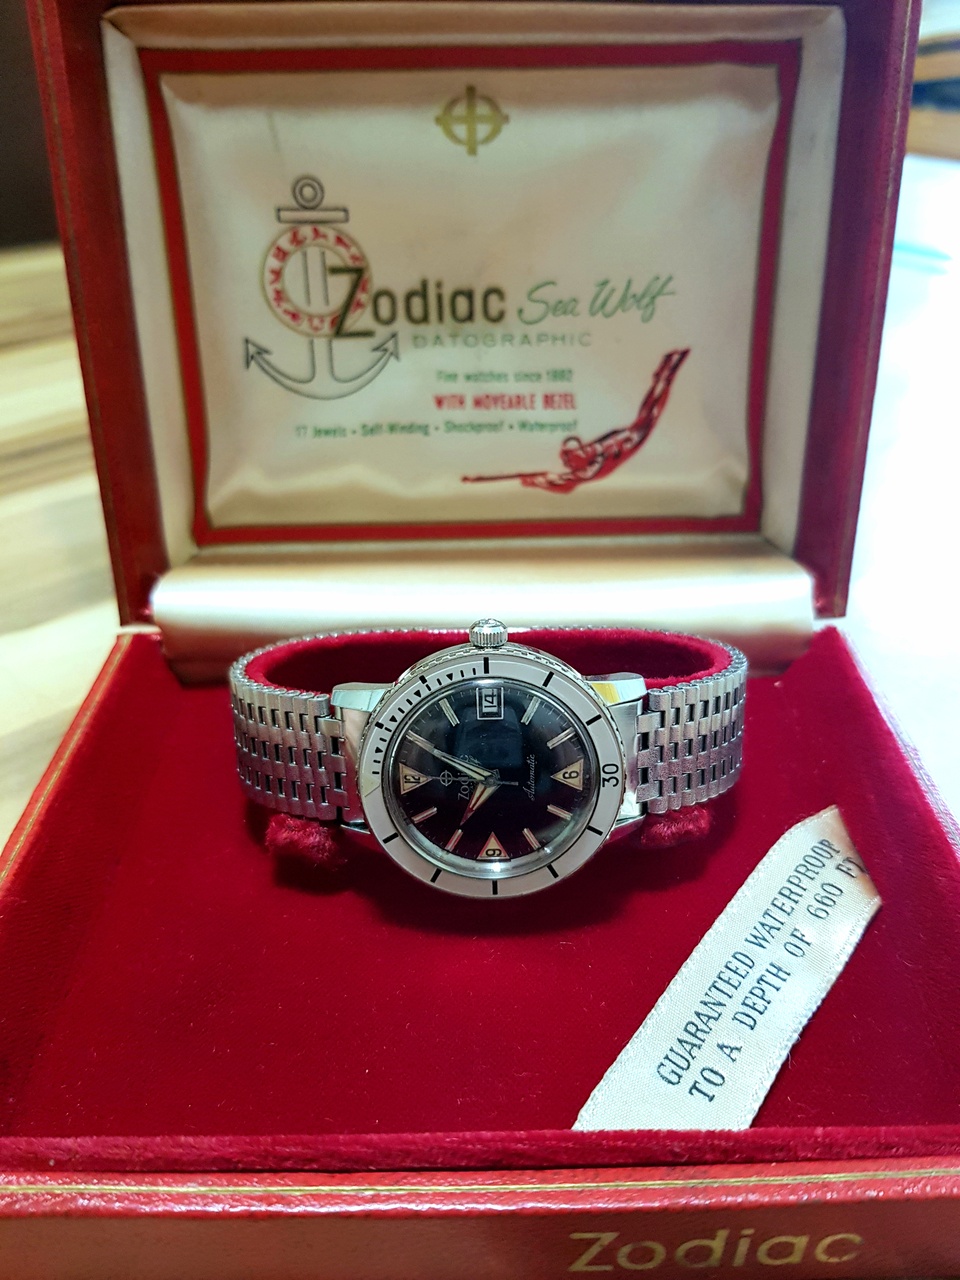 Zodiac Sea Wolf
DATOGRAPHIC
Fine watches since 1882
WITH MOVEABLE BEZEL
17 Jewels • Self-Winding • Shockproof • Waterproof
14
12
Zodiac
Automatic
6
30
9
GUARANTEED WATERPROOF
TO A DEPTH OF 660 FT
Zodiac